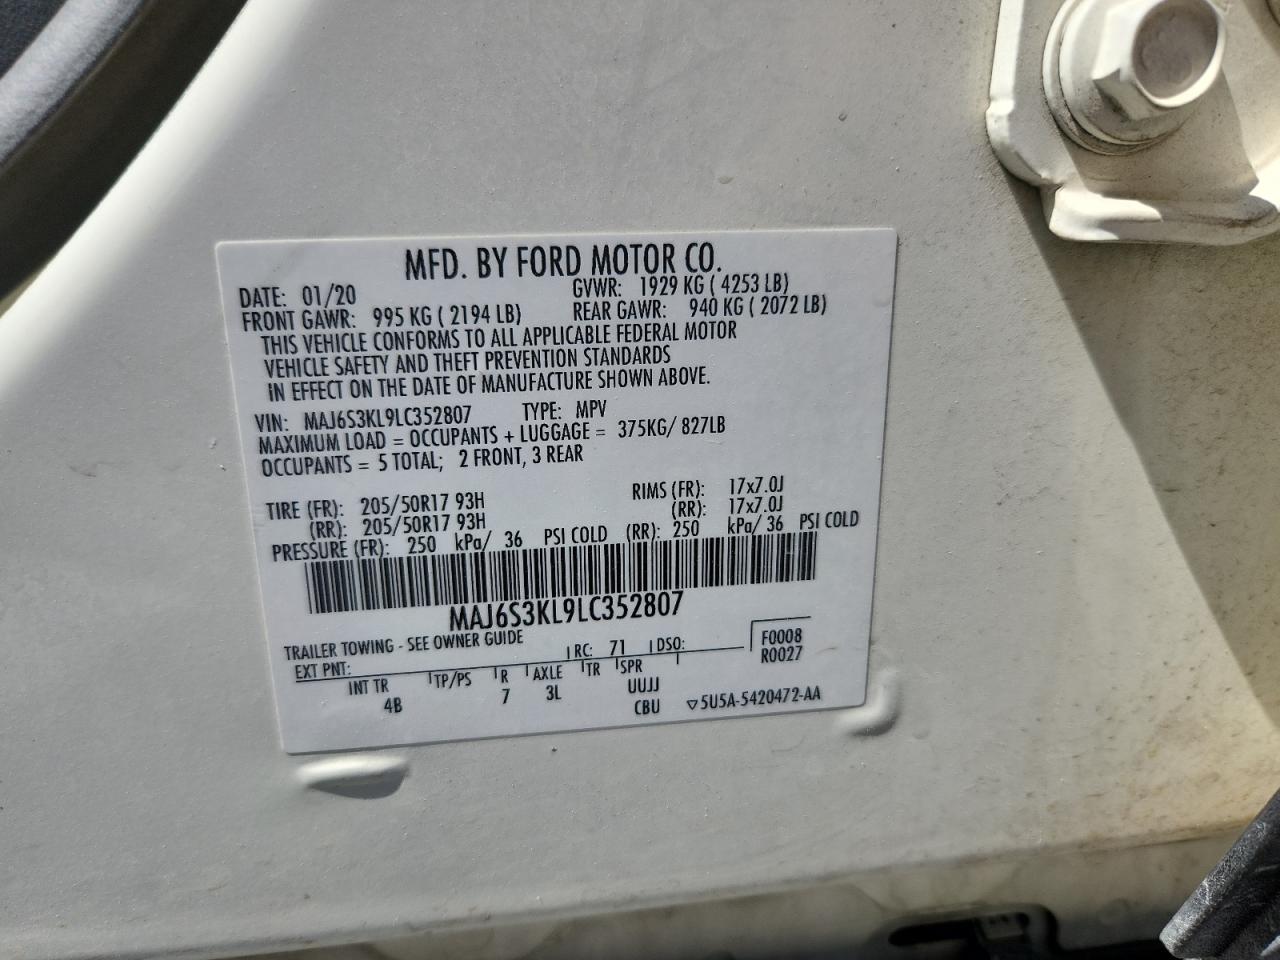 MFD. BY FORD MOTOR CO.
DATE: 01/20 GVWR: 1929 KG ( 4253 LB)
FRONT GAWR: 995 KG ( 2194 LB) REAR GAWR: 940 KG ( 2072 LB)
THIS VEHICLE CONFORMS TO ALL APPLICABLE FEDERAL MOTOR
VEHICLE SAFETY AND THEFT PREVENTION STANDARDS
IN EFFECT ON THE DATE OF MANUFACTURE SHOWN ABOVE.
VIN: MAJ6S3KL9LC352807 TYPE: MPV
MAXIMUM LOAD = OCCUPANTS + LUGGAGE = 375KG/ 827LB
OCCUPANTS = 5 TOTAL; 2 FRONT, 3 REAR
TIRE (FR): 205/50R17 93H RIMS (FR): 17x7.0J
(RR): 205/50R17 93H (RR): 17x7.0J
PRESSURE (FR): 250 kPa/ 36 PSI COLD (RR): 250 kPa/ 36 PSI COLD
MAJ6S3KL9LC352807
TRAILER TOWING - SEE OWNER GUIDE F0008
EXT PNT: RC: 71 DSO: R0027
INT TR TP/PS R AXLE TR SPR
4B 7 3L UUJJ
CBU ▽5U5A-5420472-AA